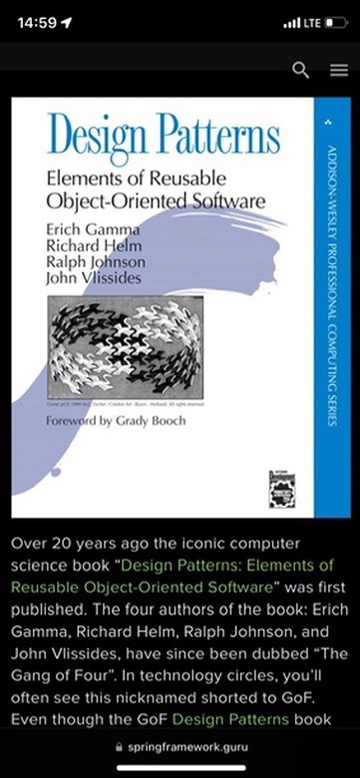 14:59
LTE
Design Patterns
Elements of Reusable
Object-Oriented Software
Erich Gamma
Richard Helm
Ralph Johnson
John Vlissides
Foreword by Grady Booch
ADDISON-WESLEY PROFESSIONAL COMPUTING SERIES
Over 20 years ago the iconic computer
science book “Design Patterns: Elements of
Reusable Object-Oriented Software” was first
published. The four authors of the book: Erich
Gamma, Richard Helm, Ralph Johnson, and
John Vlissides, have since been dubbed “The
Gang of Four”. In technology circles, you’ll
often see this nicknamed shorted to GoF.
Even though the GoF Design Patterns book
springframework.guru